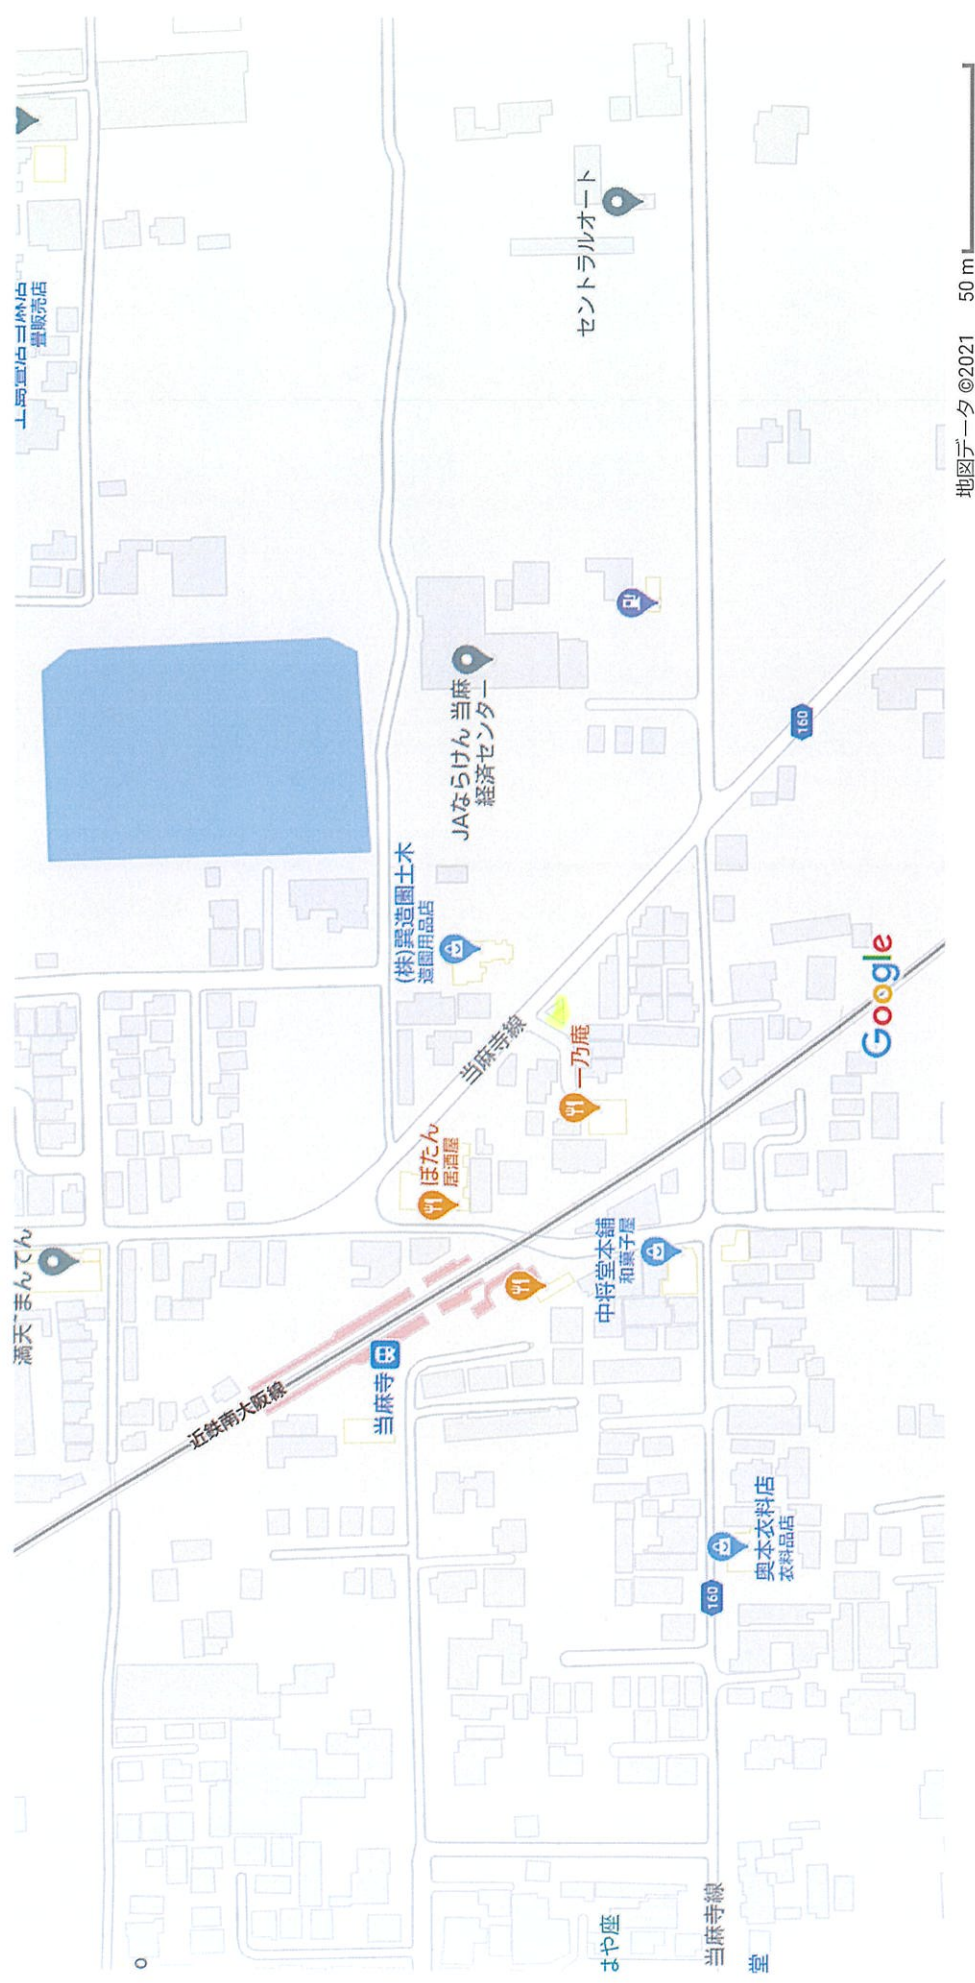 満天 まんてん
畳販売店
近鉄南大阪線
当麻寺
ぼたん
居酒屋
(株)巽造園土木
造園用品店
当麻寺線
JAならけん 当麻
経済センター
セントラルオート
一乃庵
中将堂本舗
和菓子屋
160
奥本衣料店
衣料品店
160
はや座
当麻寺線
堂
Google
地図データ ©2021
50 m